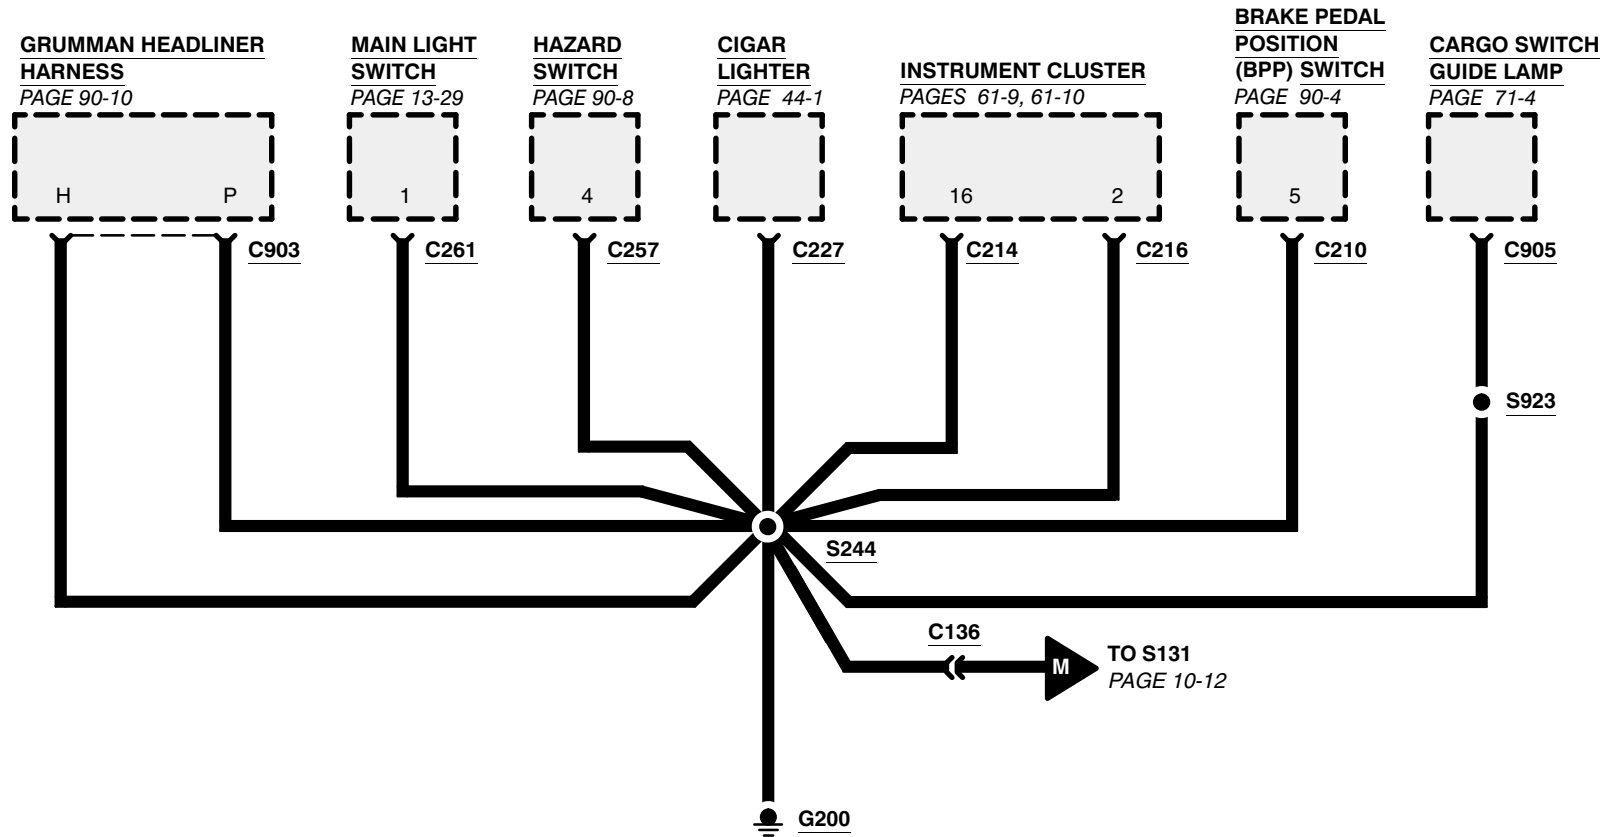 GRUMMAN HEADLINER
HARNESS
PAGE 90-10
MAIN LIGHT
SWITCH
PAGE 13-29
HAZARD
SWITCH
PAGE 90-8
CIGAR
LIGHTER
PAGE 44-1
INSTRUMENT CLUSTER
PAGES 61-9, 61-10
BRAKE PEDAL
POSITION
(BPP) SWITCH
PAGE 90-4
CARGO SWITCH
GUIDE LAMP
PAGE 71-4
H
P
1
4
16
2
5
C903
C261
C257
C227
C214
C216
C210
C905
S923
S244
C136
M
TO S131
PAGE 10-12
G200